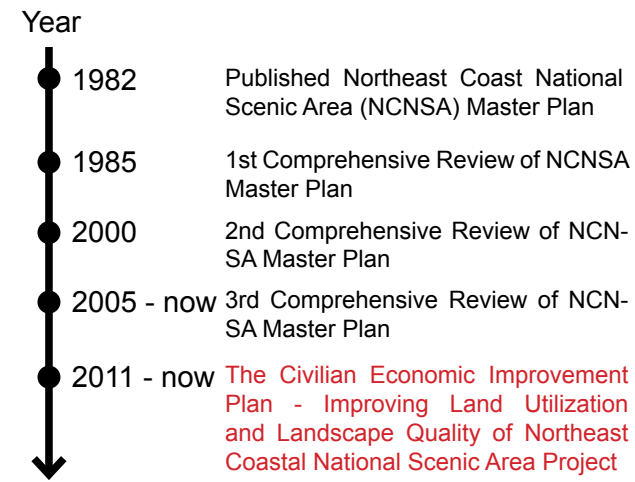 Year
1982 Published Northeast Coast National
Scenic Area (NCNSA) Master Plan
1985 1st Comprehensive Review of NCNSA
Master Plan
2000 2nd Comprehensive Review of NCN-
SA Master Plan
2005 - now 3rd Comprehensive Review of NCN-
SA Master Plan
2011 - now The Civilian Economic Improvement
Plan - Improving Land Utilization
and Landscape Quality of Northeast
Coastal National Scenic Area Project